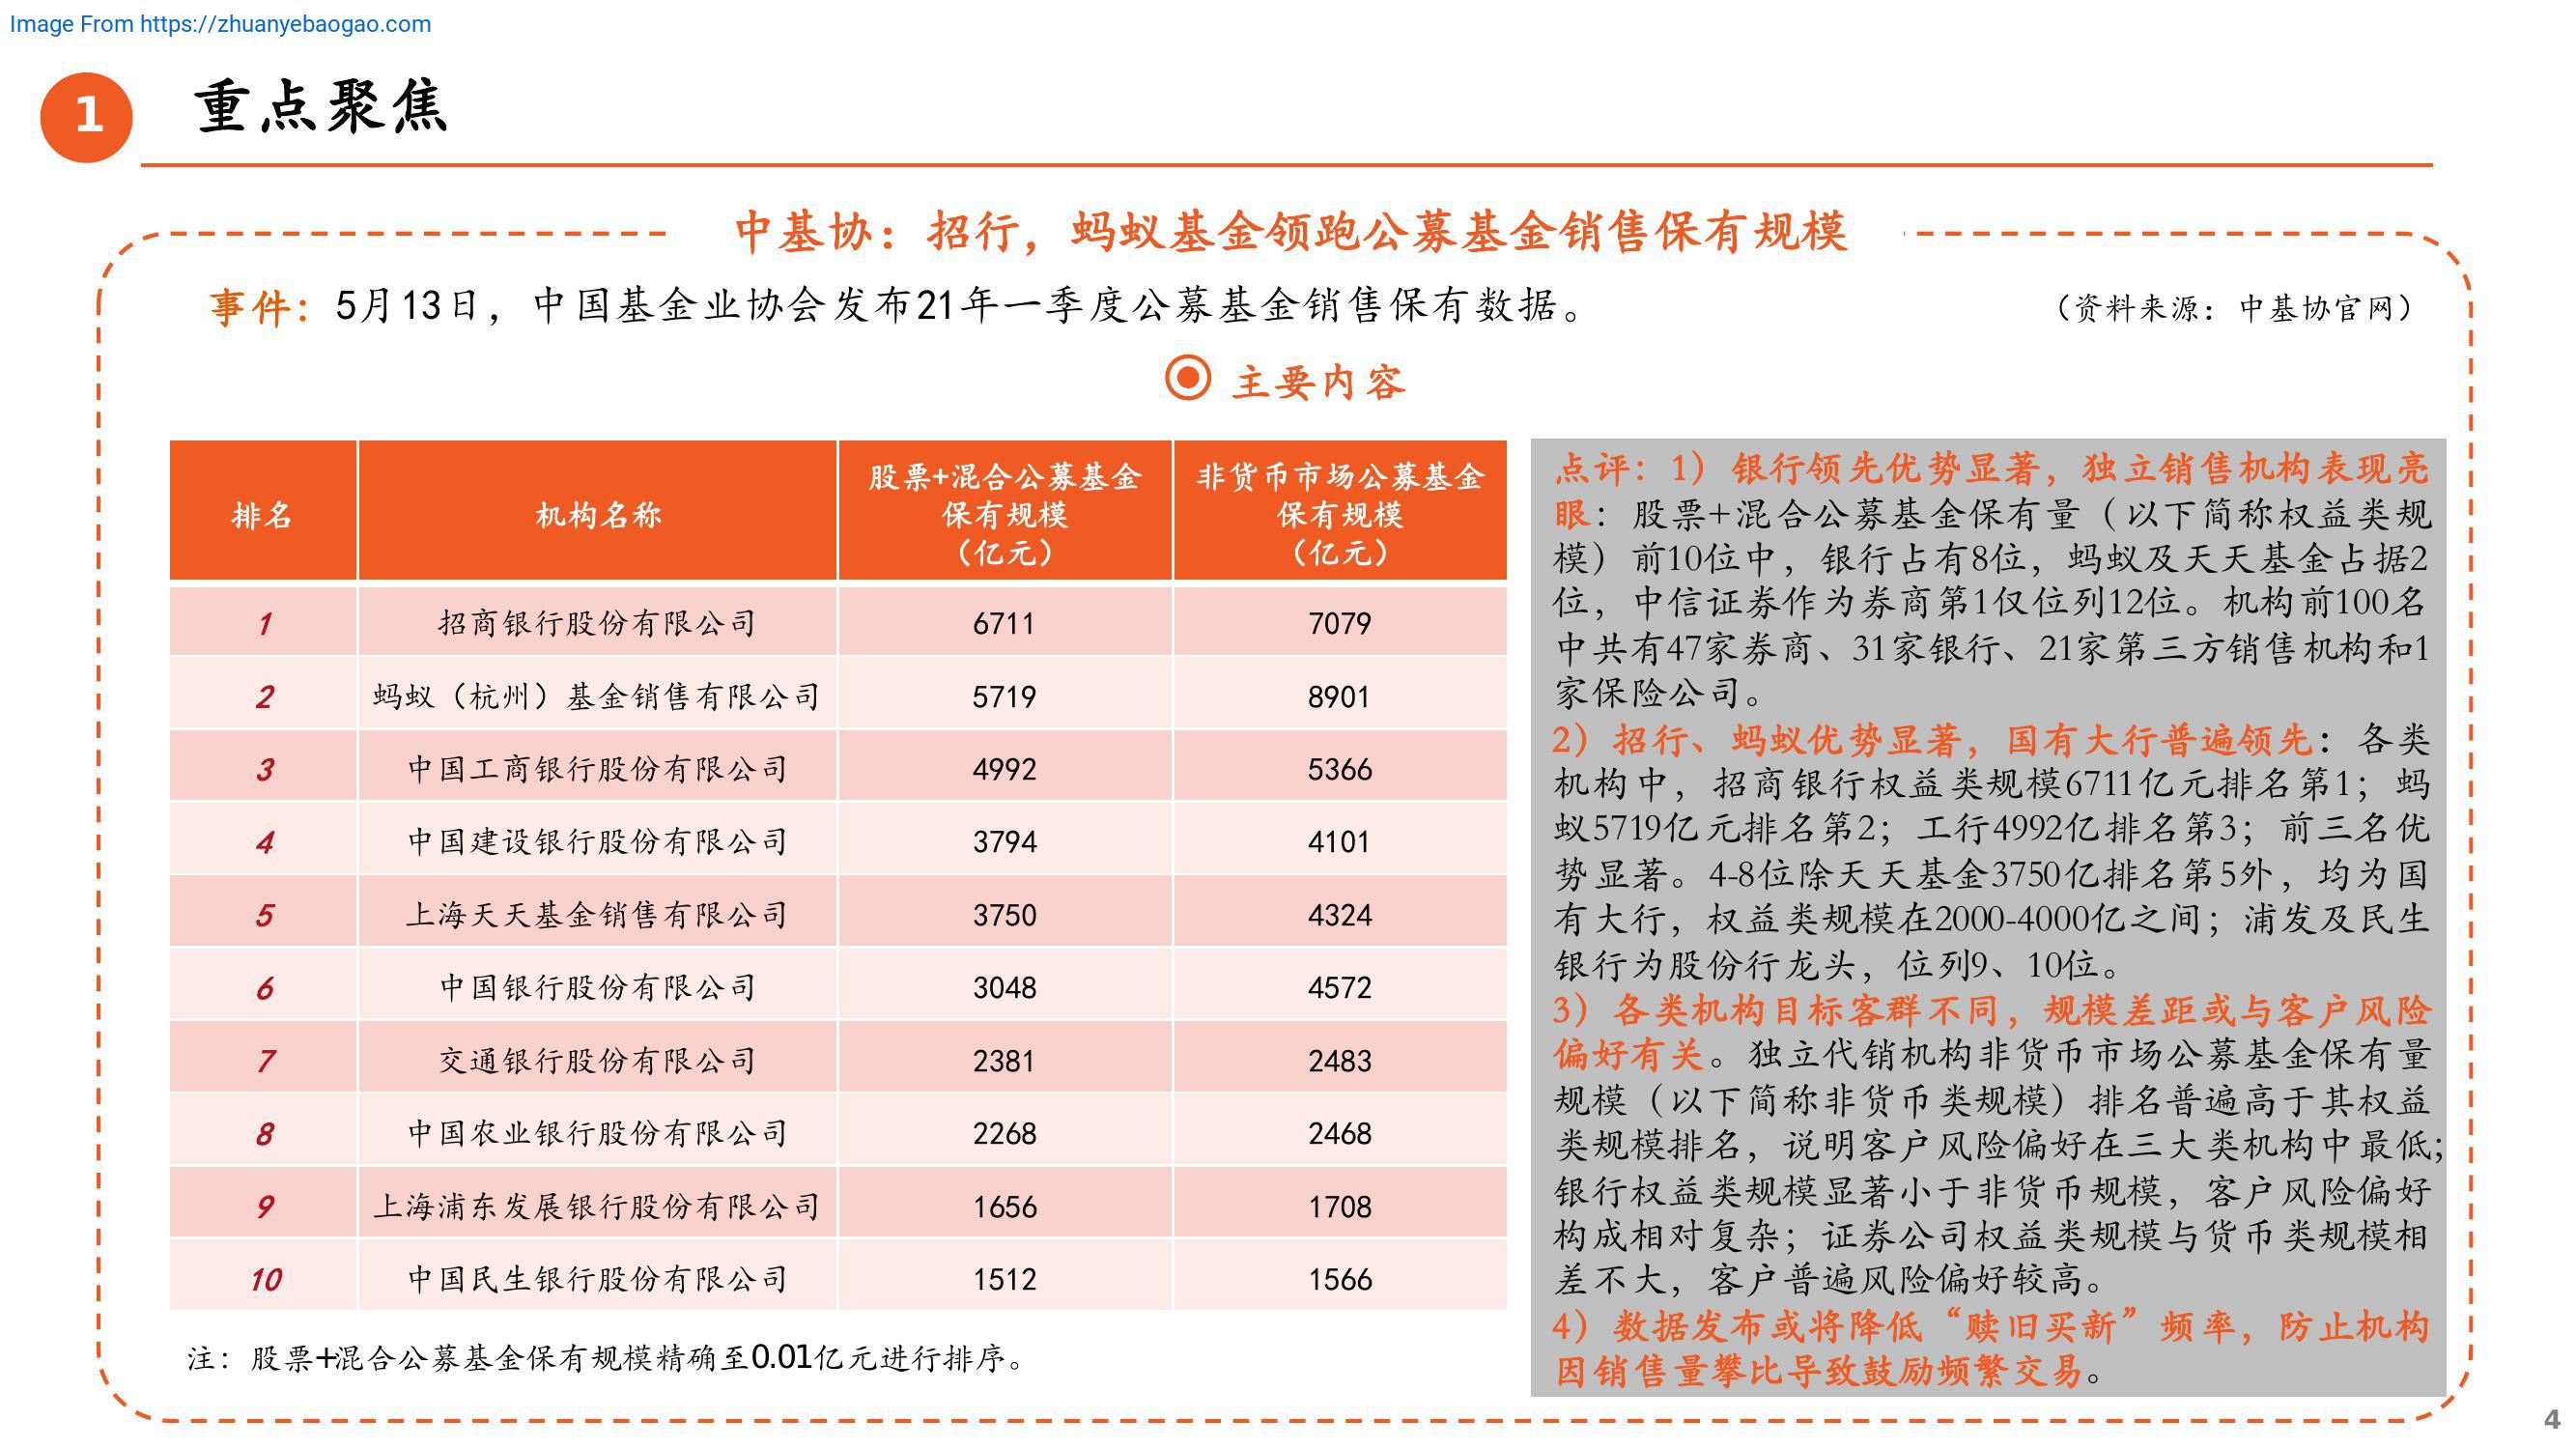 Image From https://zhuanyebaogao.com
1
重点聚焦
中基协：招行，蚂蚁基金领跑公募基金销售保有规模
事件：5月13日，中国基金业协会发布21年一季度公募基金销售保有数据。
（资料来源：中基协官网）
主要内容
排名 机构名称 股票+混合公募基金保有规模（亿元） 非货币市场公募基金保有规模（亿元）
1 招商银行股份有限公司 6711 7079
2 蚂蚁（杭州）基金销售有限公司 5719 8901
3 中国工商银行股份有限公司 4992 5366
4 中国建设银行股份有限公司 3794 4101
5 上海天天基金销售有限公司 3750 4324
6 中国银行股份有限公司 3048 4572
7 交通银行股份有限公司 2381 2483
8 中国农业银行股份有限公司 2268 2468
9 上海浦东发展银行股份有限公司 1656 1708
10 中国民生银行股份有限公司 1512 1566
注：股票+混合公募基金保有规模精确至0.01亿元进行排序。
点评：1）银行领先优势显著，独立销售机构表现亮
眼：股票+混合公募基金保有量（以下简称权益类规
模）前10位中，银行占有8位，蚂蚁及天天基金占据2
位，中信证券作为券商第1仅位列12位。机构前100名
中共有47家券商、31家银行、21家第三方销售机构和1
家保险公司。
2）招行、蚂蚁优势显著，国有大行普遍领先：各类
机构中，招商银行权益类规模6711亿元排名第1；蚂
蚁5719亿元排名第2；工行4992亿排名第3；前三名优
势显著。4-8位除天天基金3750亿排名第5外，均为国
有大行，权益类规模在2000-4000亿之间；浦发及民生
银行为股份行龙头，位列9、10位。
3）各类机构目标客群不同，规模差距或与客户风险
偏好有关。独立代销机构非货币市场公募基金保有量
规模（以下简称非货币类规模）排名普遍高于其权益
类规模排名，说明客户风险偏好在三大类机构中最低；
银行权益类规模显著小于非货币规模，客户风险偏好
构成相对复杂；证券公司权益类规模与货币类规模相
差不大，客户普遍风险偏好较高。
4）数据发布或将降低“赎旧买新”频率，防止机构
因销售量攀比导致鼓励频繁交易。
4